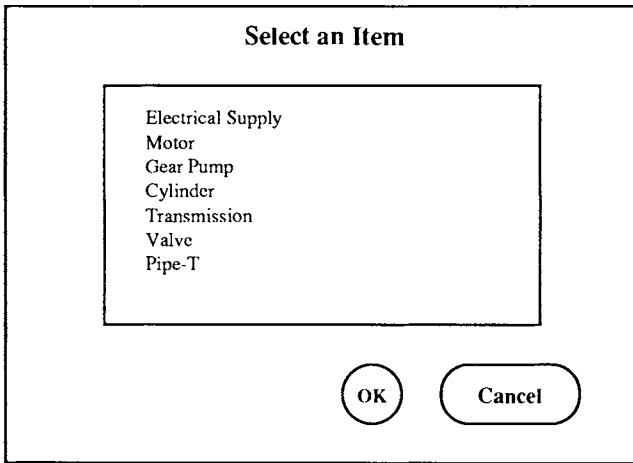 Select an Item
Electrical Supply
Motor
Gear Pump
Cylinder
Transmission
Valve
Pipe-T
OK
Cancel